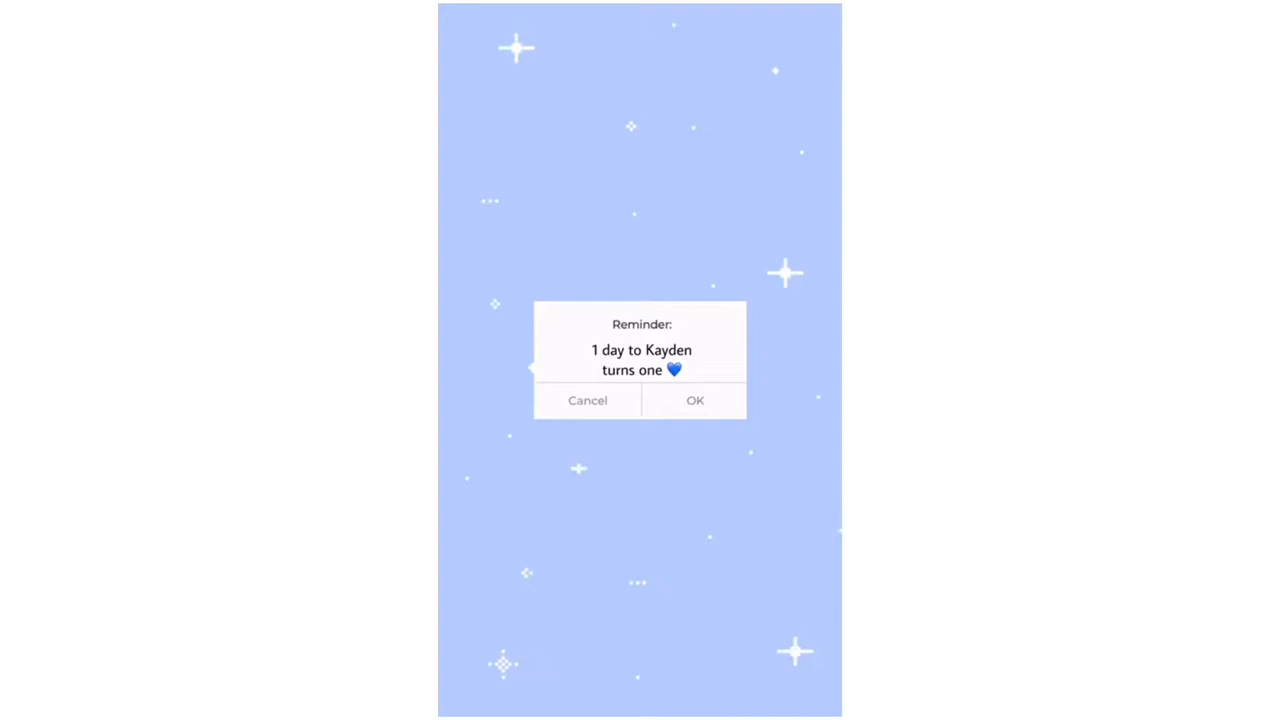 Reminder:
1 day to Kayden
turns one 💙
Cancel
OK